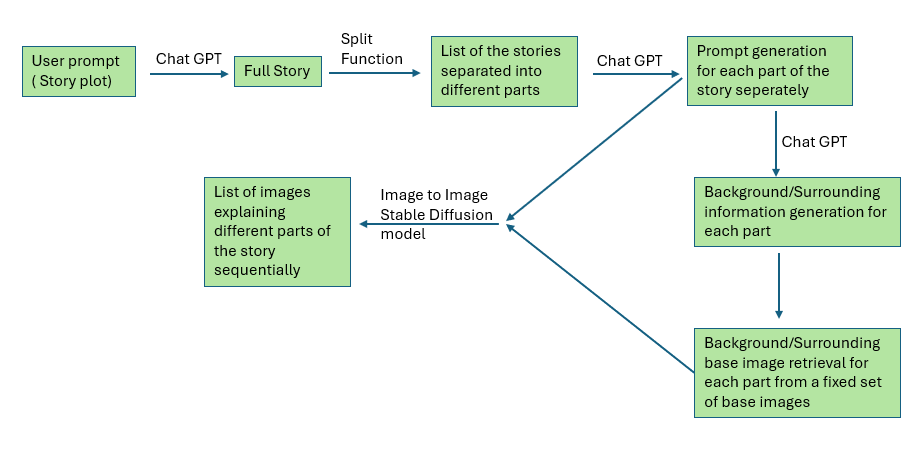 User prompt
( Story plot)
Chat GPT
Full Story
Split
Function
List of the stories
separated into
different parts
Chat GPT
Prompt generation
for each part of the
story seperately
Chat GPT
Background/Surrounding
information generation for
each part
Background/Surrounding
base image retrieval for
each part from a fixed set
of base images
Image to Image
Stable Diffusion
model
List of images
explaining
different parts of
the story
sequentially